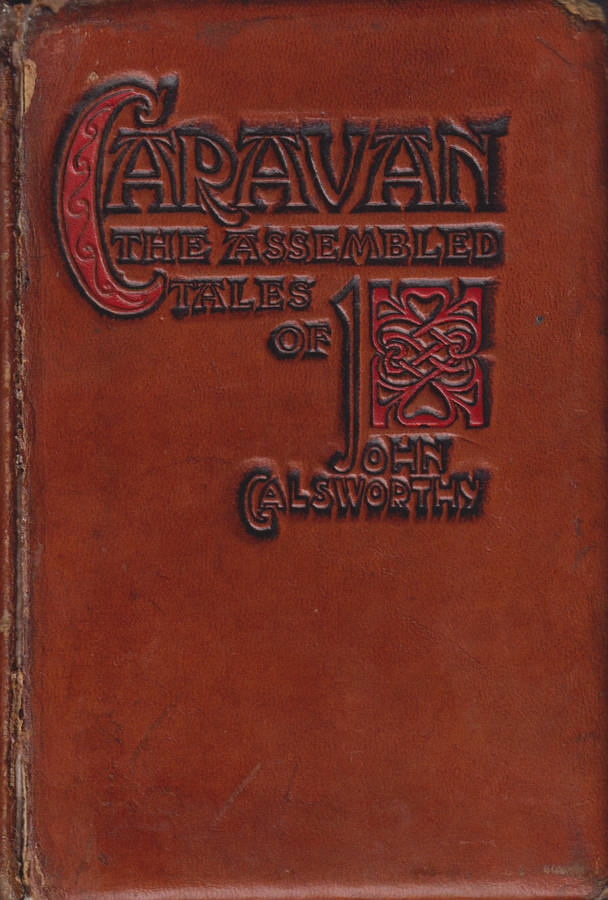 CARAVAN
THE ASSEMBLED
TALES
OF
JOHN
GALSWORTHY